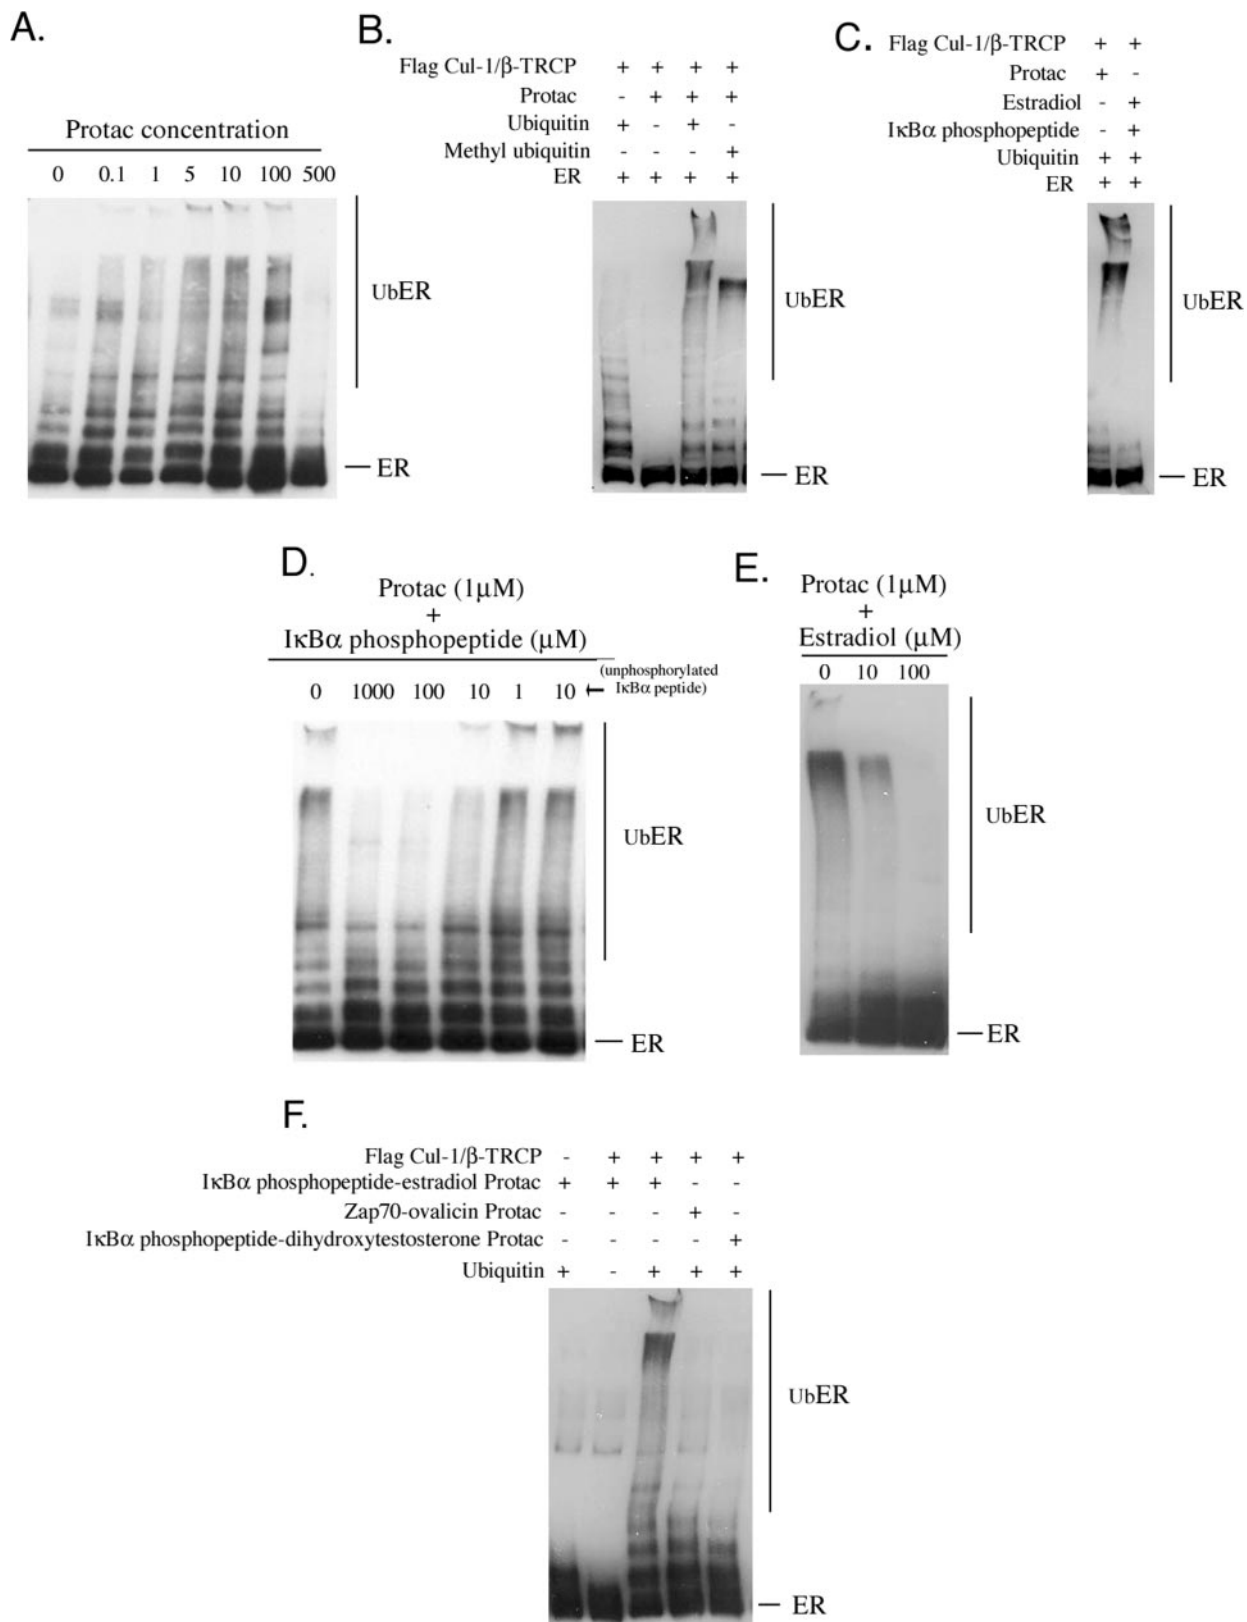 A.
Protac concentration
0 0.1 1 5 10 100 500
UbER
ER
B.
Flag Cul-1/β-TRCP + + + +
Protac - + + +
Ubiquitin + - + -
Methyl ubiquitin - - - +
ER + + + +
UbER
ER
C.
Flag Cul-1/β-TRCP + +
Protac + -
Estradiol - +
IκBα phosphopeptide - +
Ubiquitin + +
ER + +
UbER
ER
D.
Protac (1μM)
+
IκBα phosphopeptide (μM)
(unphosphorylated
IκBα peptide)
0 1000 100 10 1 10
UbER
ER
E.
Protac (1μM)
+
Estradiol (μM)
0 10 100
UbER
ER
F.
Flag Cul-1/β-TRCP - + + + +
IκBα phosphopeptide-estradiol Protac + + + - -
Zap70-ovalicin Protac - - - + -
IκBα phosphopeptide-dihydroxytestosterone Protac - - - - +
Ubiquitin + - + + +
UbER
ER